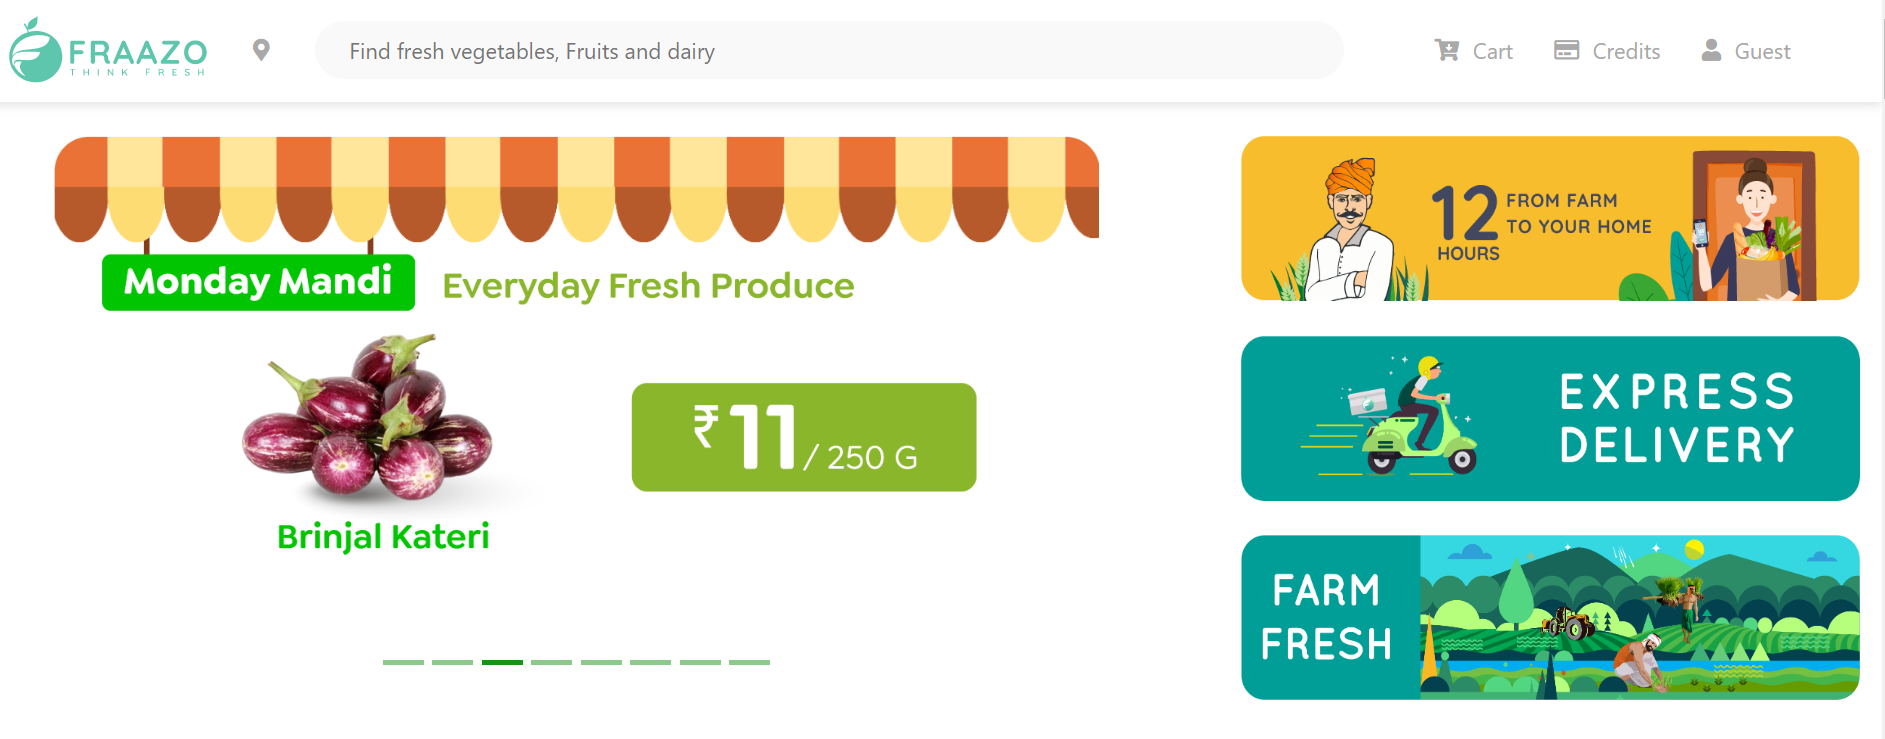 FRAAZO
THINK FRESH
Find fresh vegetables, Fruits and dairy
Cart
Credits
Guest
Monday Mandi
Everyday Fresh Produce
₹11/ 250 G
Brinjal Kateri
12
HOURS
FROM FARM
TO YOUR HOME
EXPRESS
DELIVERY
FARM
FRESH